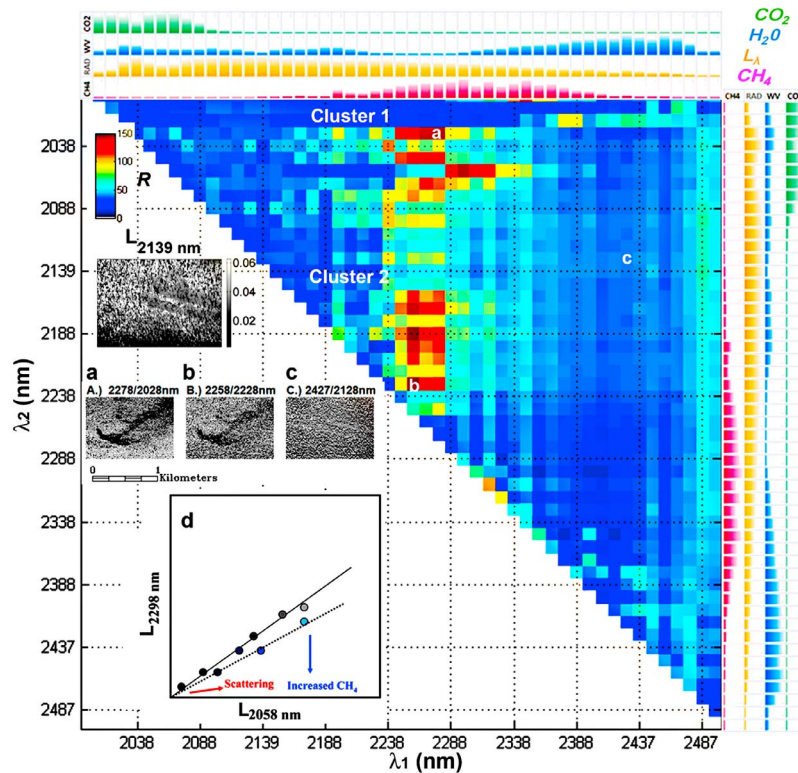 CO2
WV
RAD
CH4
CO₂
H₂0
Lλ
CH₄
CH4 RAD WV CO
Cluster 1
a
150
100
50
0
R
2038
2088
2139
2188
2238
2288
2338
2388
2437
2487
λ₂ (nm)
L2139 nm
0.06
0.04
0.02
Cluster 2
c
b
a b c
A.) 2278/2028nm B.) 2258/2228nm C.) 2427/2128nm
0 1
Kilometers
d
L2298 nm
Scattering
Increased CH₄
L2058 nm
2038 2088 2139 2188 2238 2288 2338 2388 2437 2487
λ₁ (nm)